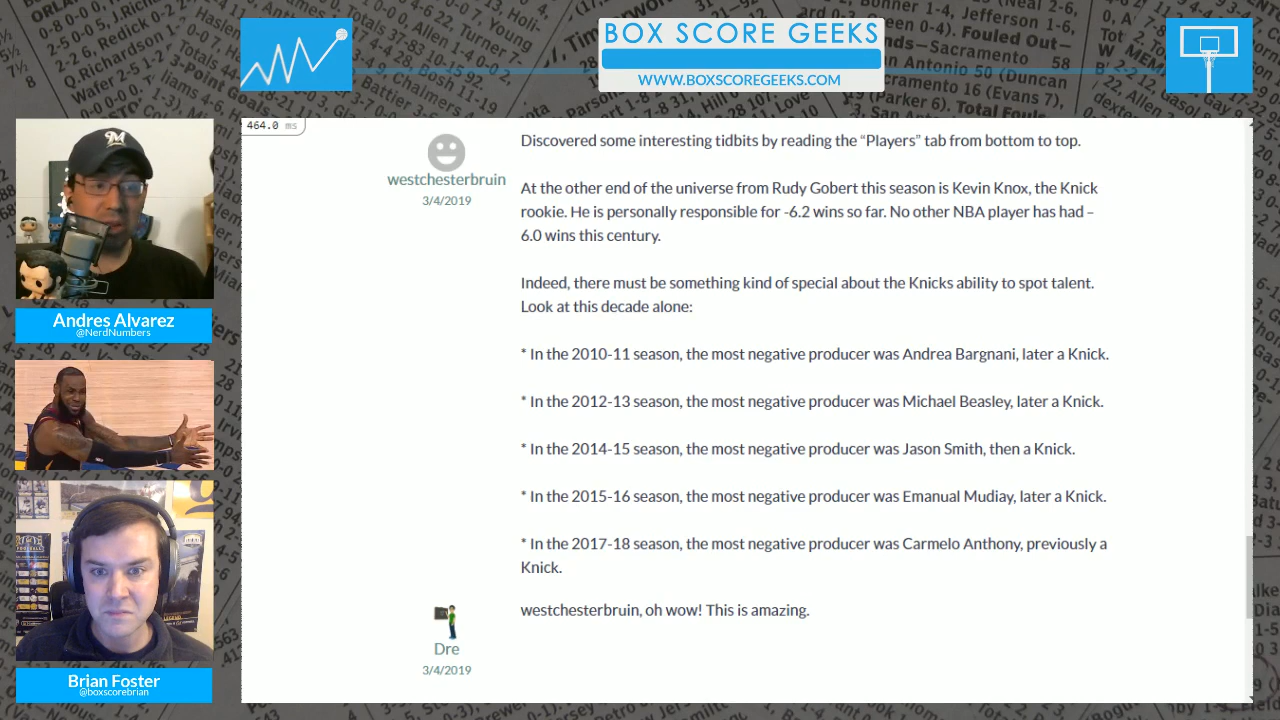 BOX SCORE GEEKS
WWW.BOXSCOREGEEKS.COM
464.0 ms
westchesterbruin
3/4/2019
Discovered some interesting tidbits by reading the “Players” tab from bottom to top.
At the other end of the universe from Rudy Gobert this season is Kevin Knox, the Knick
rookie. He is personally responsible for -6.2 wins so far. No other NBA player has had –
6.0 wins this century.
Indeed, there must be something kind of special about the Knicks ability to spot talent.
Look at this decade alone:
* In the 2010-11 season, the most negative producer was Andrea Bargnani, later a Knick.
* In the 2012-13 season, the most negative producer was Michael Beasley, later a Knick.
* In the 2014-15 season, the most negative producer was Jason Smith, then a Knick.
* In the 2015-16 season, the most negative producer was Emanual Mudiay, later a Knick.
* In the 2017-18 season, the most negative producer was Carmelo Anthony, previously a
Knick.
westchesterbruin, oh wow! This is amazing.
Dre
3/4/2019
Andres Alvarez
@NerdNumbers
Brian Foster
@boxscorebrian